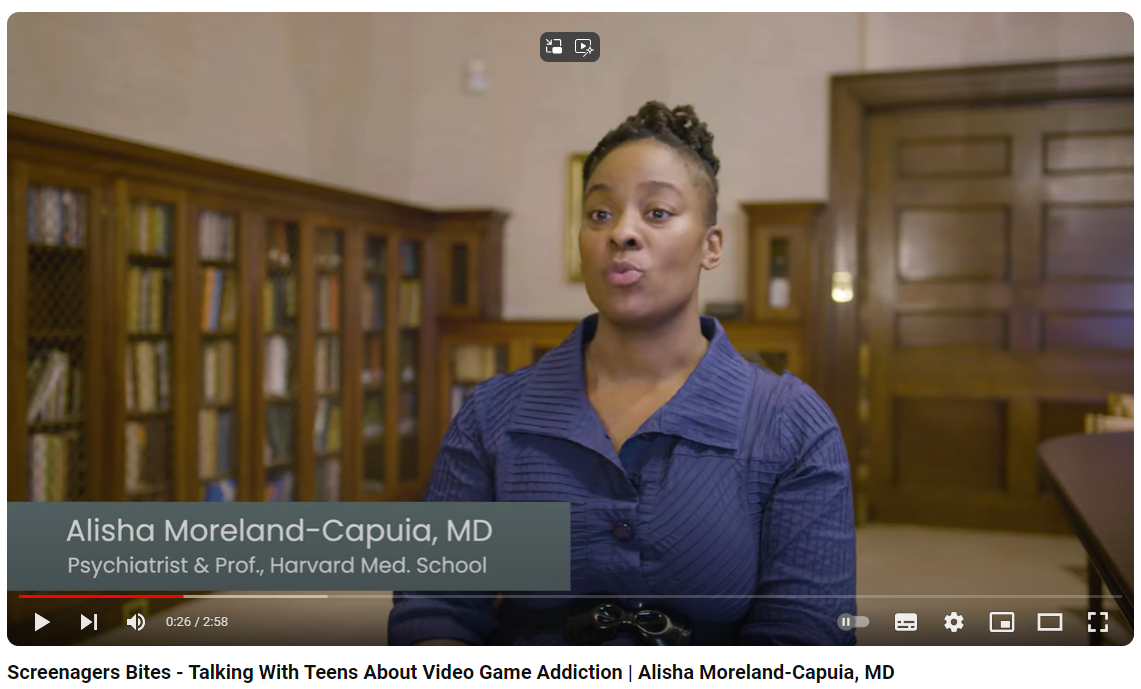 Alisha Moreland-Capuia, MD
Psychiatrist & Prof., Harvard Med. School
0:26 / 2:58
Screenagers Bites - Talking With Teens About Video Game Addiction | Alisha Moreland-Capuia, MD